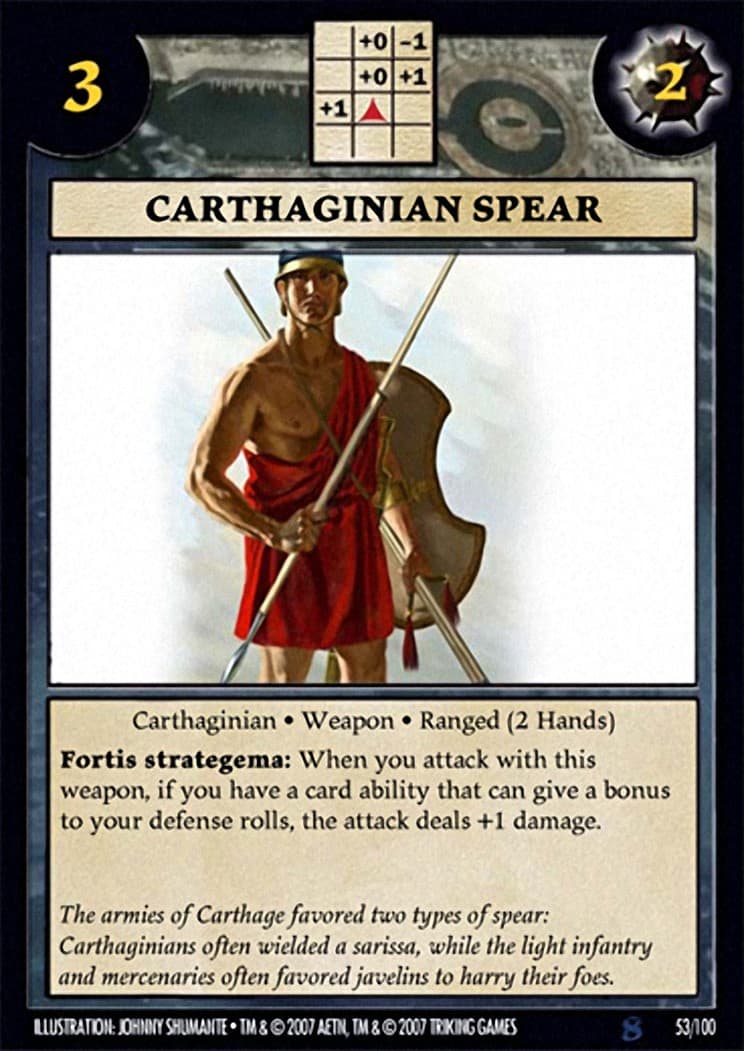 3
+0 -1
+0 +1
+1
2
CARTHAGINIAN SPEAR
Carthaginian • Weapon • Ranged (2 Hands)
Fortis strategema: When you attack with this
weapon, if you have a card ability that can give a bonus
to your defense rolls, the attack deals +1 damage.
The armies of Carthage favored two types of spear:
Carthaginians often wielded a sarissa, while the light infantry
and mercenaries often favored javelins to harry their foes.
ILLUSTRATION: JOHNNY SHUMANTE • TM & © 2007 AETN, TM & © 2007 TRIKING GAMES
8 53/100